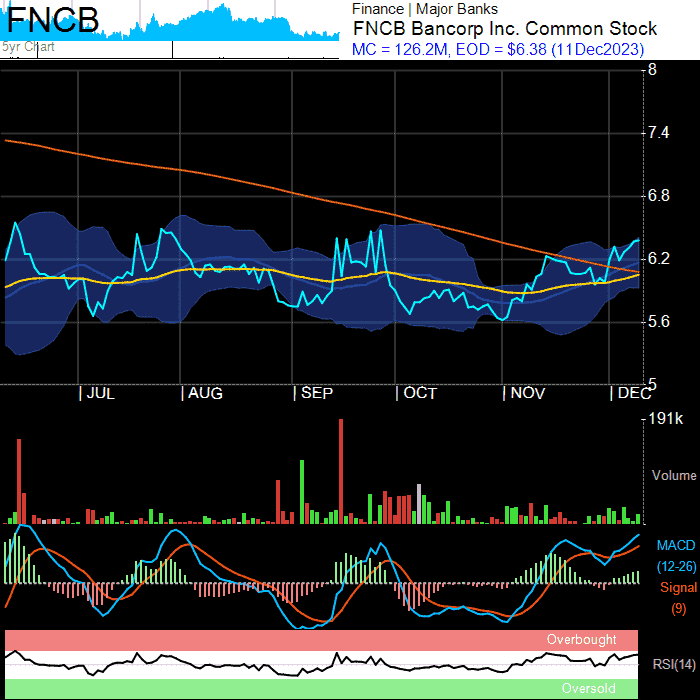 FNCB
5yr Chart
Finance | Major Banks
FNCB Bancorp Inc. Common Stock
MC = 126.2M, EOD = $6.38 (11Dec2023)
8
7.4
6.8
6.2
5.6
5
JUL
AUG
SEP
OCT
NOV
DEC
191k
Volume
MACD
(12-26)
Signal
(9)
Overbought
RSI(14)
Oversold